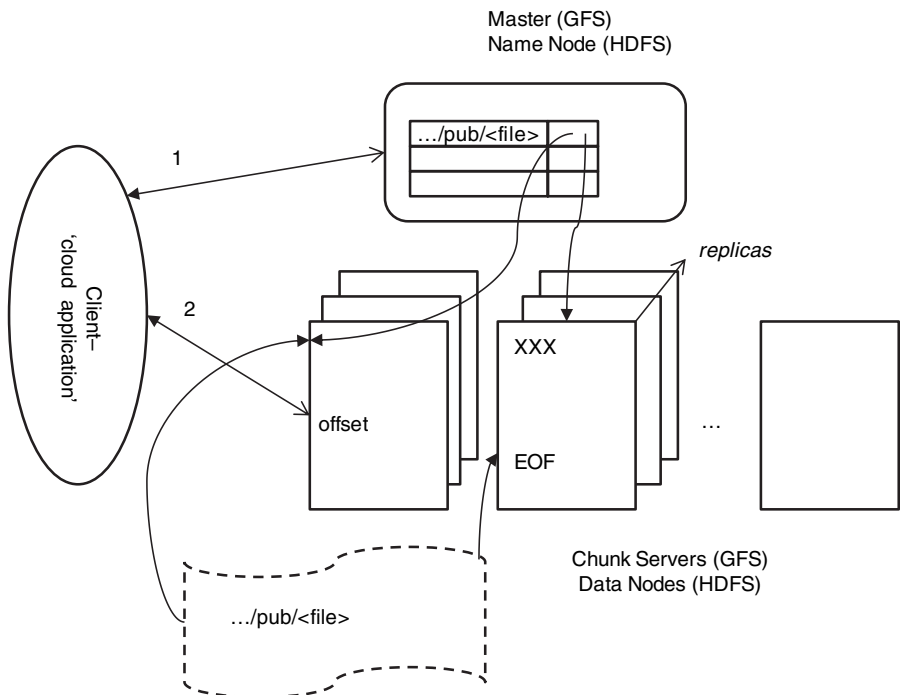 Master (GFS)
Name Node (HDFS)
…/pub/<file>
1
Client–
‘cloud application’
2
replicas
XXX
offset
EOF
…
Chunk Servers (GFS)
Data Nodes (HDFS)
…/pub/<file>